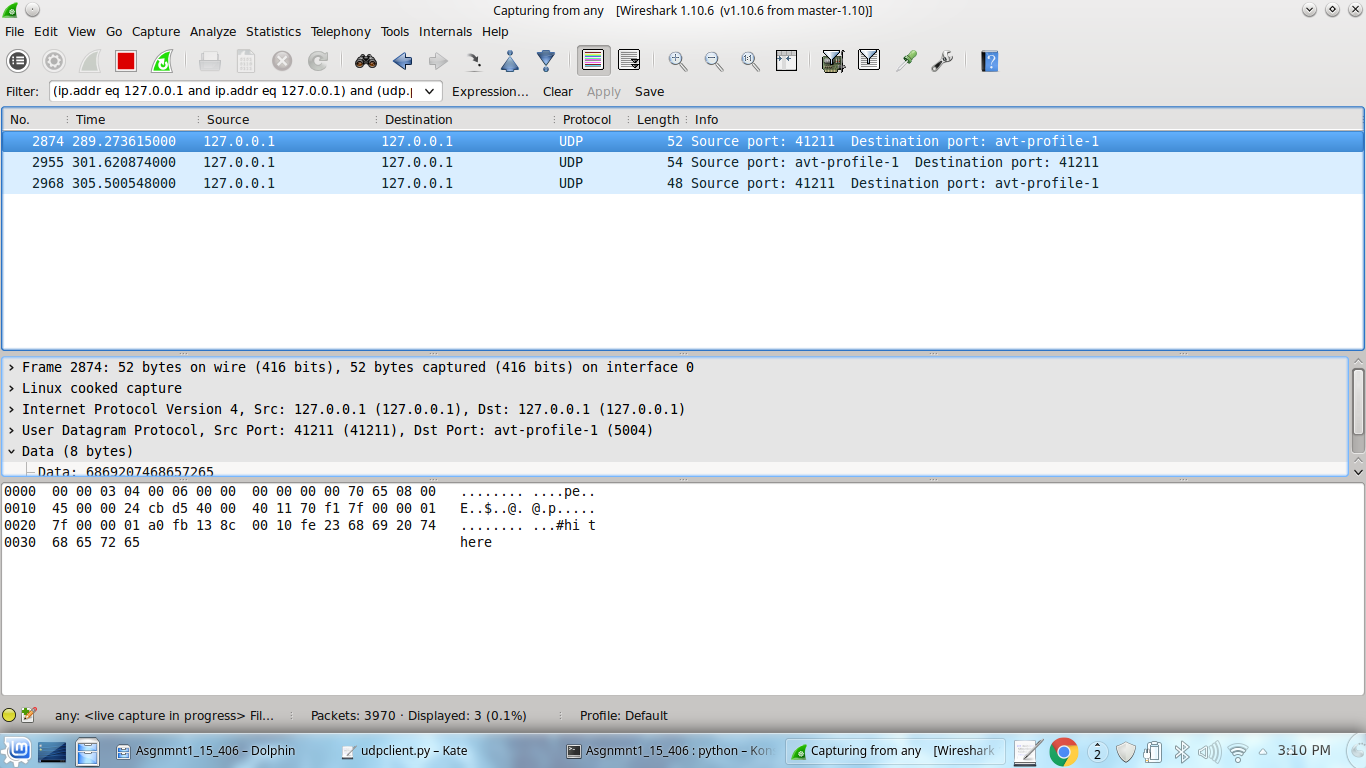 Capturing from any   [Wireshark 1.10.6  (v1.10.6 from master-1.10)]
File Edit View Go Capture Analyze Statistics Telephony Tools Internals Help
Filter: (ip.addr eq 127.0.0.1 and ip.addr eq 127.0.0.1) and (udp.p Expression... Clear Apply Save
No. Time Source Destination Protocol Length Info
2874 289.273615000 127.0.0.1 127.0.0.1 UDP 52 Source port: 41211  Destination port: avt-profile-1
2955 301.620874000 127.0.0.1 127.0.0.1 UDP 54 Source port: avt-profile-1  Destination port: 41211
2968 305.500548000 127.0.0.1 127.0.0.1 UDP 48 Source port: 41211  Destination port: avt-profile-1
Frame 2874: 52 bytes on wire (416 bits), 52 bytes captured (416 bits) on interface 0
Linux cooked capture
Internet Protocol Version 4, Src: 127.0.0.1 (127.0.0.1), Dst: 127.0.0.1 (127.0.0.1)
User Datagram Protocol, Src Port: 41211 (41211), Dst Port: avt-profile-1 (5004)
Data (8 bytes)
Data: 6869207468657265
0000  00 00 03 04 00 06 00 00  00 00 00 00 70 65 08 00   ........ ....pe..
0010  45 00 00 24 cb d5 40 00  40 11 70 f1 7f 00 00 01   E..$..@. @.p.....
0020  7f 00 00 01 a0 fb 13 8c  00 10 fe 23 68 69 20 74   ........ ...#hi t
0030  68 65 72 65   here
any: <live capture in progress> Fil... Packets: 3970 · Displayed: 3 (0.1%) Profile: Default
Asgnmnt1_15_406 – Dolphin udpclient.py – Kate Asgnmnt1_15_406 : python – Kon Capturing from any   [Wireshark 2 3:10 PM